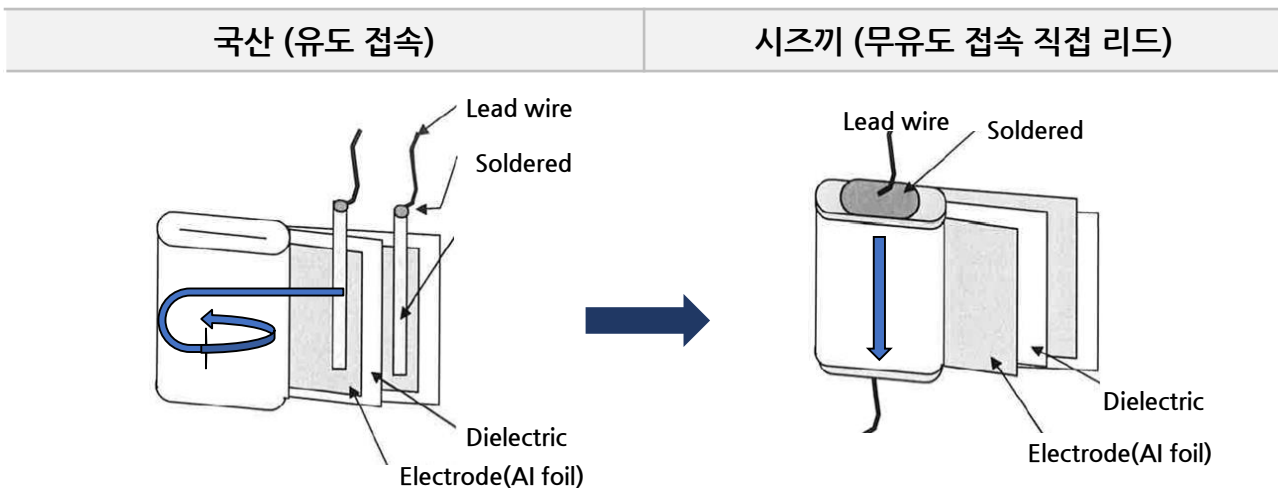 국산 (유도 접속)
시즈끼 (무유도 접속 직접 리드)
Lead wire
Soldered
Dielectric
Electrode(Al foil)
Lead wire
Soldered
Dielectric
Electrode(Al foil)